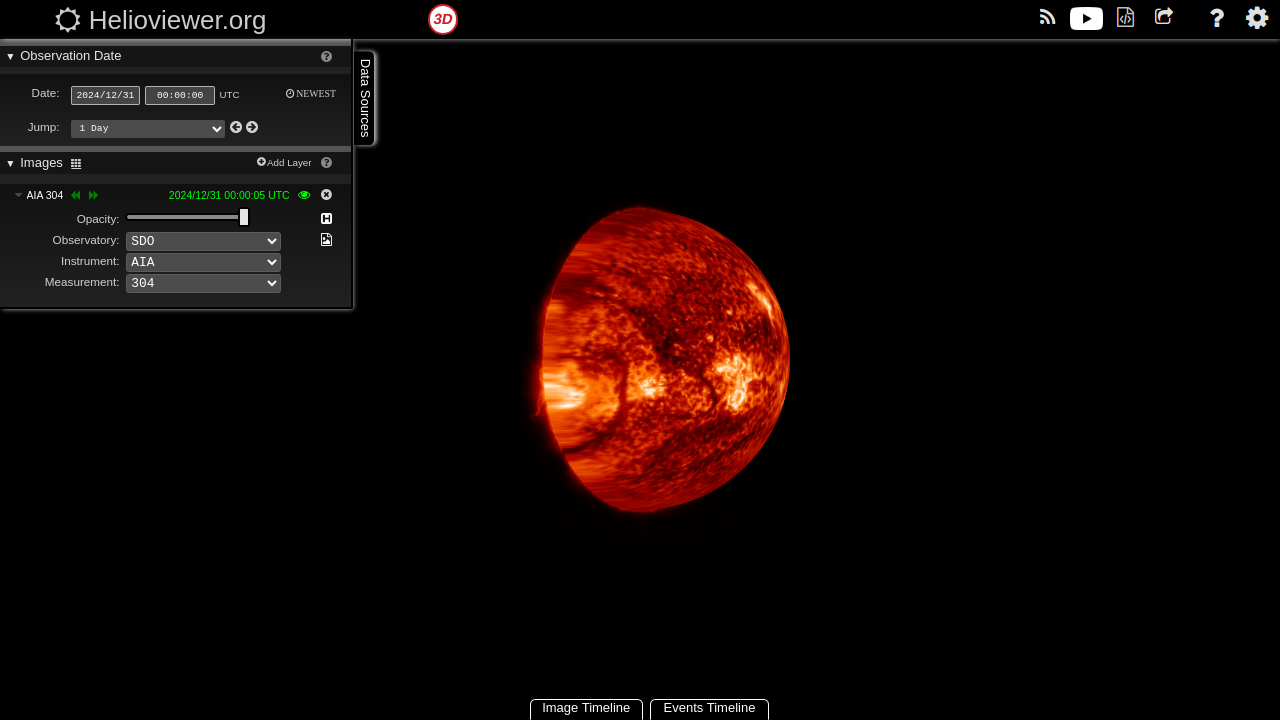 Helioviewer.org
3D
?
▼ Observation Date ?
Date: 2024/12/31 00:00:00 UTC NEWEST
Jump: 1 Day
▼ Images Add Layer ?
AIA 304 2024/12/31 00:00:05 UTC
Opacity:
H
Observatory: SDO
Instrument: AIA
Measurement: 304
Data Sources
Image Timeline Events Timeline